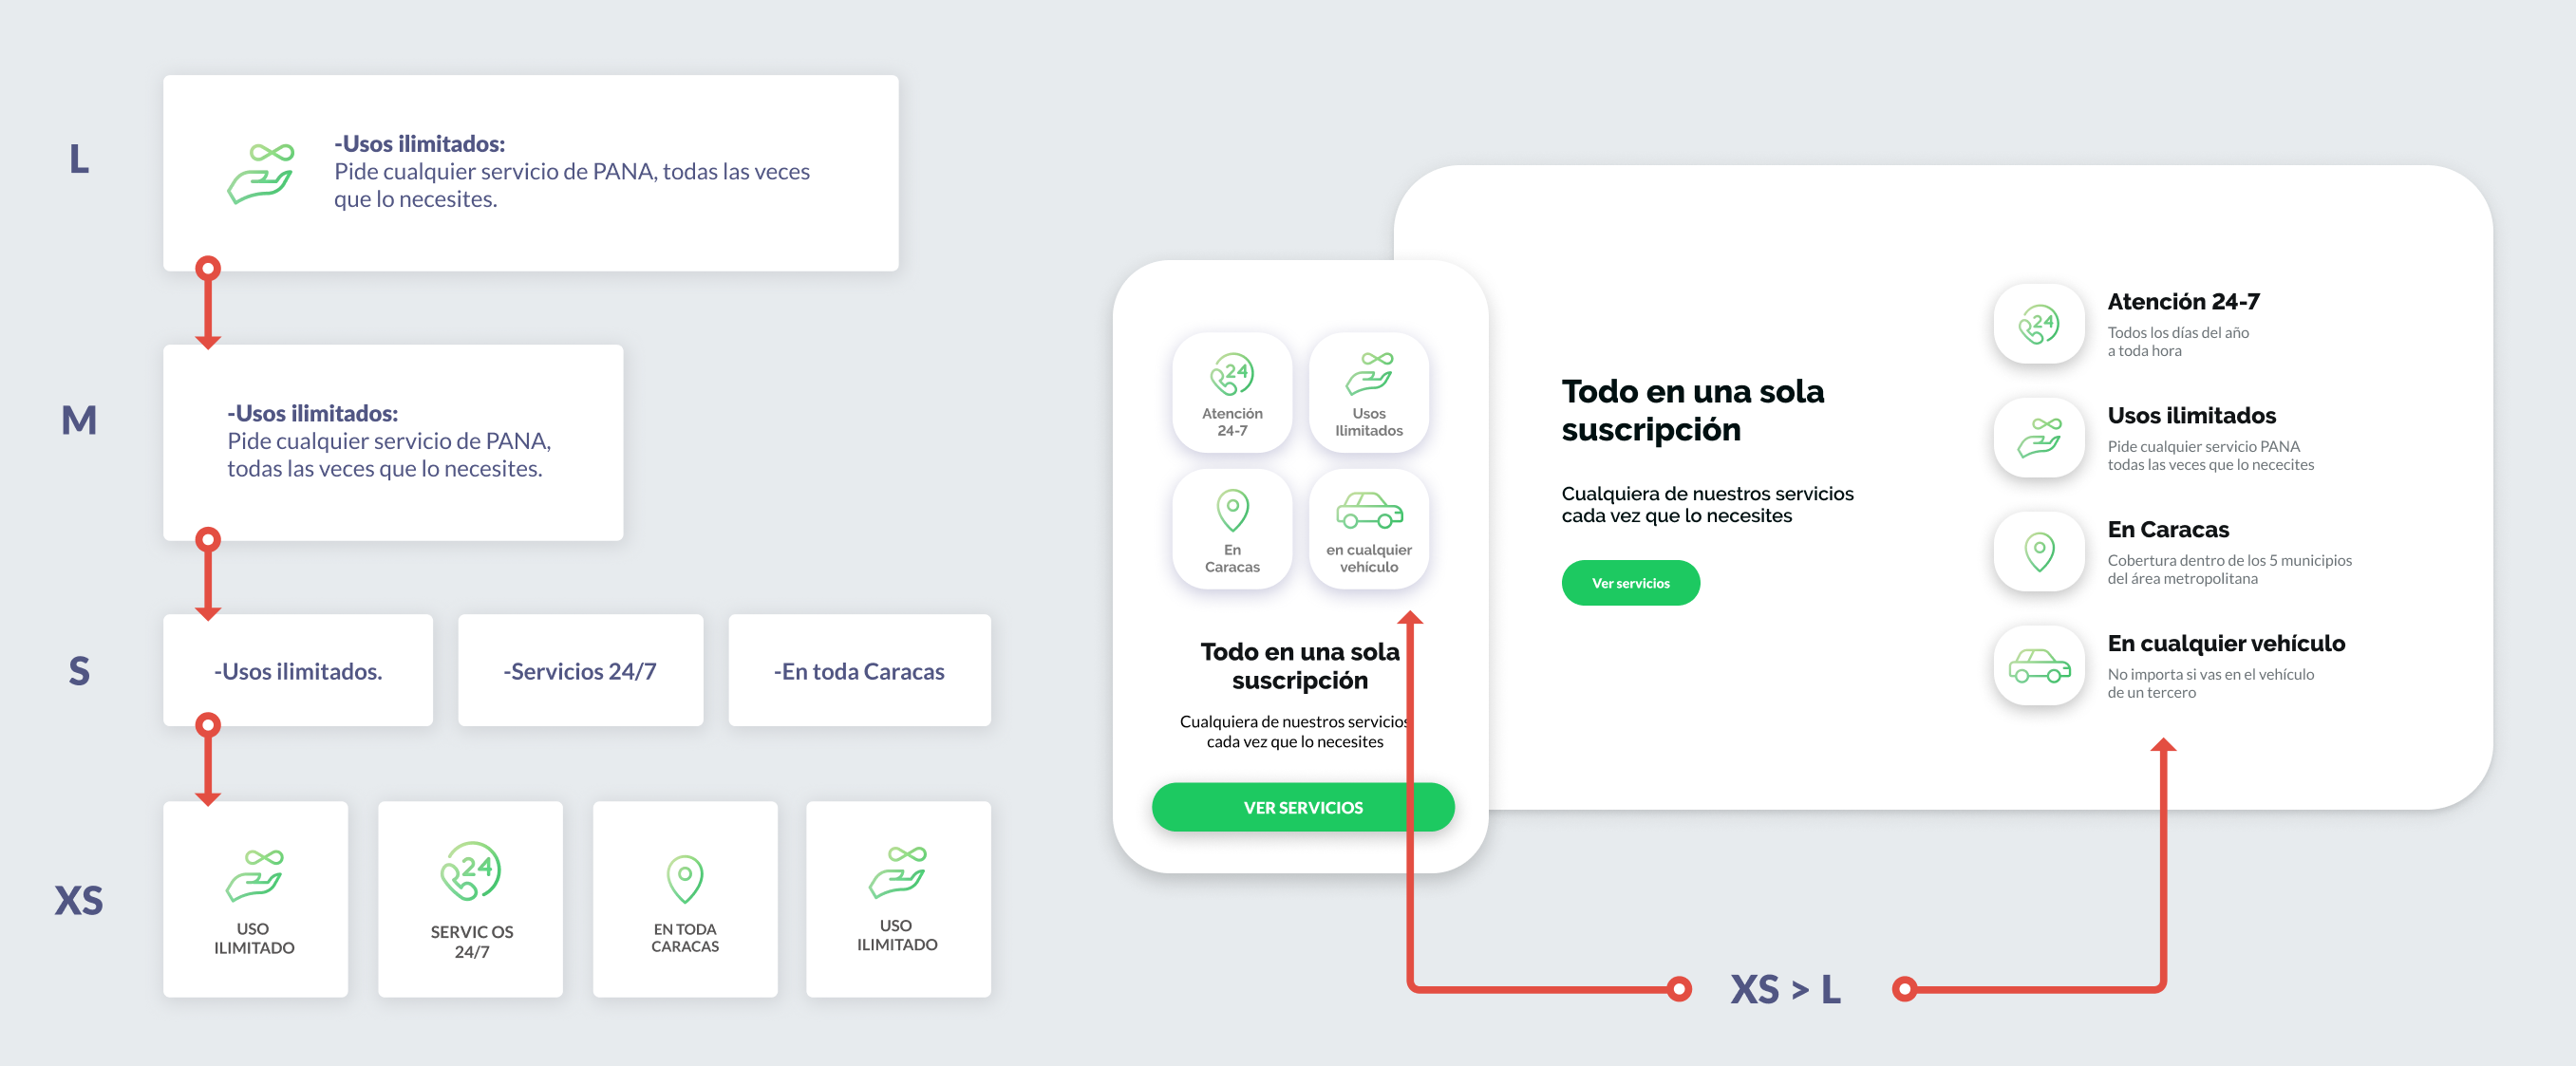 L
-Usos ilimitados:
Pide cualquier servicio de PANA, todas las veces
que lo necesites.
M
-Usos ilimitados:
Pide cualquier servicio de PANA,
todas las veces que lo necesites.
S
-Usos ilimitados.
-Servicios 24/7
-En toda Caracas
XS
USO
ILIMITADO
24
SERVIC OS
24/7
EN TODA
CARACAS
USO
ILIMITADO
24
Atención
24-7
Usos
Ilimitados
En
Caracas
en cualquier
vehículo
Todo en una sola
suscripción
Cualquiera de nuestros servicios
cada vez que lo necesites
VER SERVICIOS
Todo en una sola
suscripción
Cualquiera de nuestros servicios
cada vez que lo necesites
Ver servicios
24
Atención 24-7
Todos los días del año
a toda hora
Usos ilimitados
Pide cualquier servicio PANA
todas las veces que lo nececites
En Caracas
Cobertura dentro de los 5 municipios
del área metropolitana
En cualquier vehículo
No importa si vas en el vehículo
de un tercero
XS > L